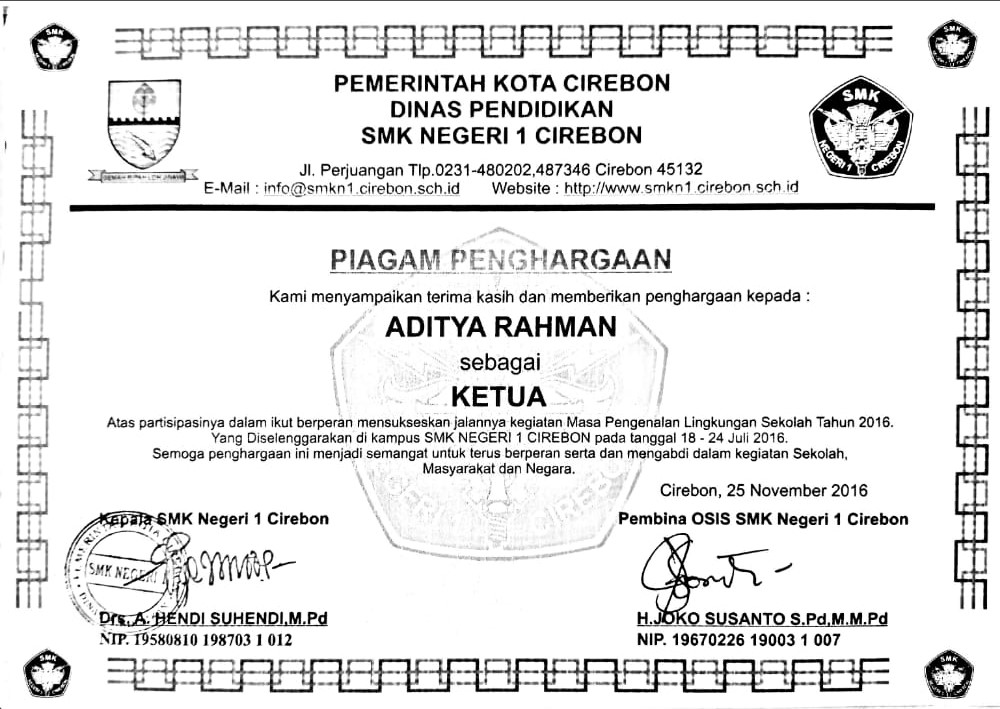 SMK
SMK
PEMERINTAH KOTA CIREBON
DINAS PENDIDIKAN
SMK NEGERI 1 CIREBON
SMK
NEGERI 1 CIREBON
Jl. Perjuangan Tlp.0231-480202,487346 Cirebon 45132
E-Mail : info@smkn1.cirebon.sch.id Website : http://www.smkn1.cirebon.sch.id
PIAGAM PENGHARGAAN
Kami menyampaikan terima kasih dan memberikan penghargaan kepada :
ADITYA RAHMAN
sebagai
KETUA
Atas partisipasinya dalam ikut berperan mensukseskan jalannya kegiatan Masa Pengenalan Lingkungan Sekolah Tahun 2016.
Yang Diselenggarakan di kampus SMK NEGERI 1 CIREBON pada tanggal 18 - 24 Juli 2016.
Semoga penghargaan ini menjadi semangat untuk terus berperan serta dan mengabdi dalam kegiatan Sekolah,
Masyarakat dan Negara.
Cirebon, 25 November 2016
Kepala SMK Negeri 1 Cirebon
Pembina OSIS SMK Negeri 1 Cirebon
SMK NEGERI
Drs, A. HENDI SUHENDI,M.Pd
NIP. 19580810 198703 1 012
H.JOKO SUSANTO S.Pd,M.M.Pd
NIP. 19670226 19003 1 007
SMK
SMK